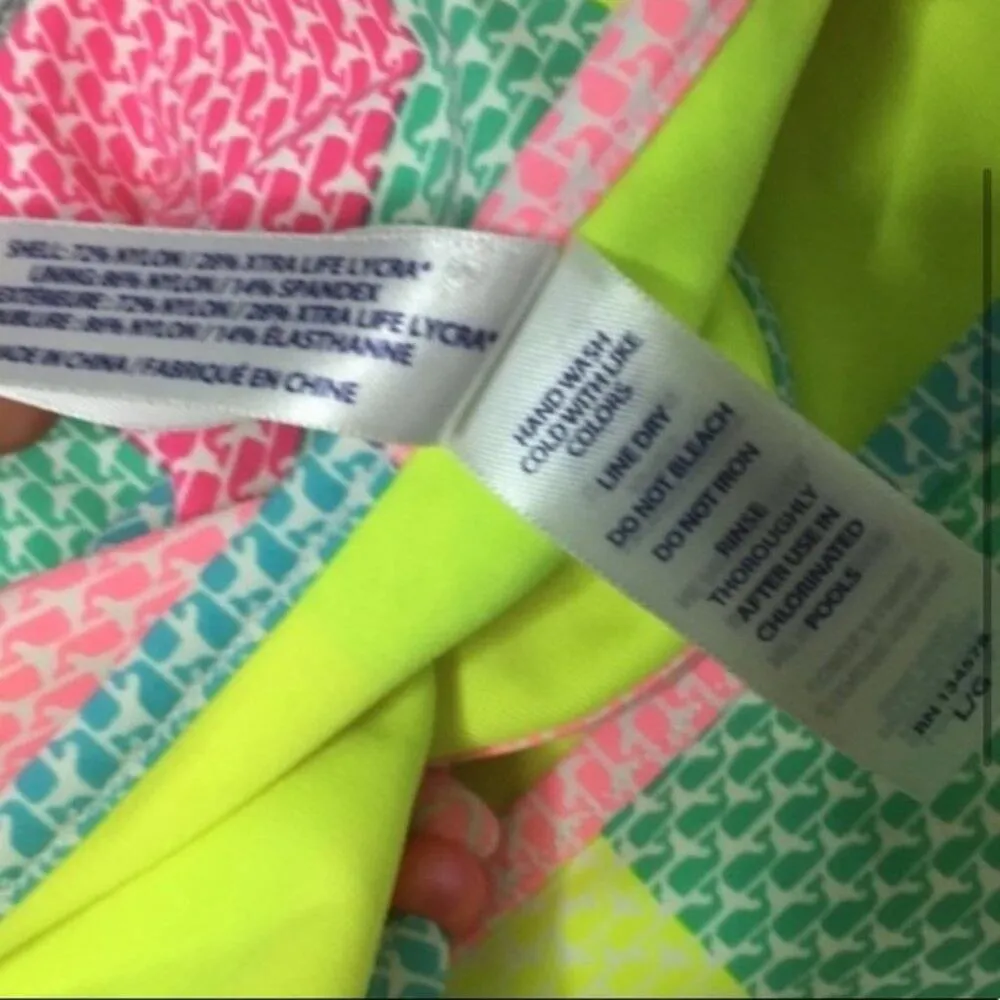 SHELL: 72% NYLON / 28% XTRA LIFE LYCRA*
LINING: 86% NYLON / 14% SPANDEX
EXTÉRIEURE: 72% NYLON / 28% XTRA LIFE LYCRA*
86% NYLON / 14% ÉLASTHANNE
MADE IN CHINA / FABRIQUÉ EN CHINE
HAND WASH
COLD WITH LIKE
COLORS
LINE DRY
DO NOT BLEACH
DO NOT IRON
RINSE
THOROUGHLY
AFTER USE IN
CHLORINATED
POOLS
RN 134578
L/G